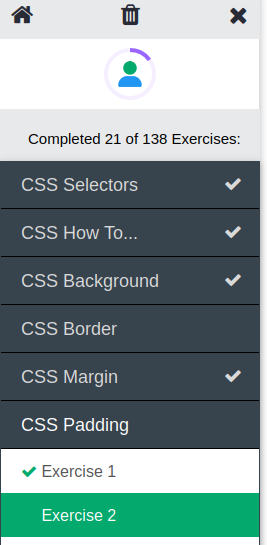 Completed 21 of 138 Exercises:
CSS Selectors
CSS How To...
CSS Background
CSS Border
CSS Margin
CSS Padding
Exercise 1
Exercise 2